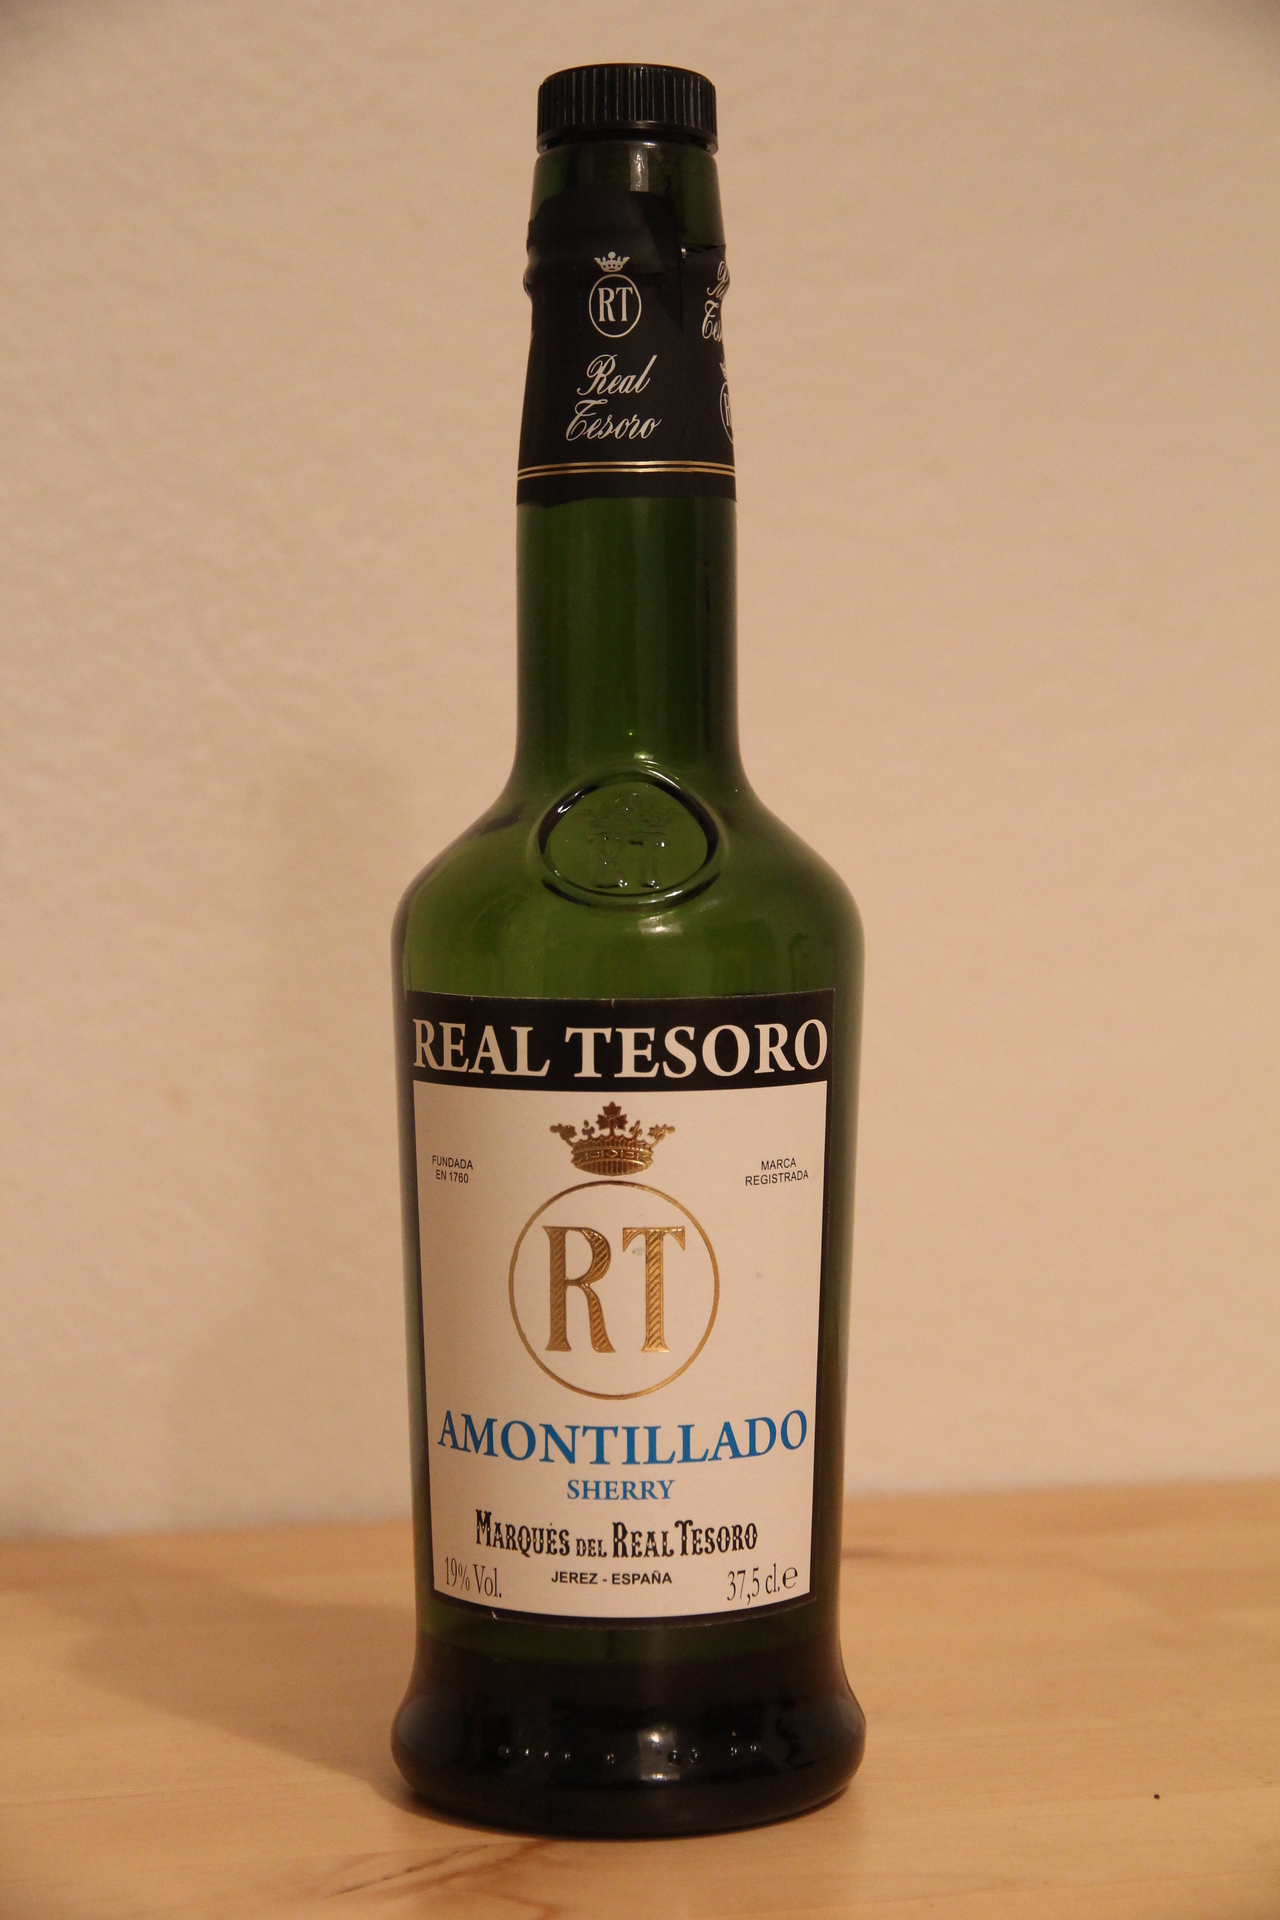 RT
Real
Tesoro
RT
REAL TESORO
FUNDADA
EN 1760
MARCA
REGISTRADA
RT
AMONTILLADO
SHERRY
MARQUÉS DEL REAL TESORO
19% Vol.
JEREZ - ESPAÑA
37,5 cl.e